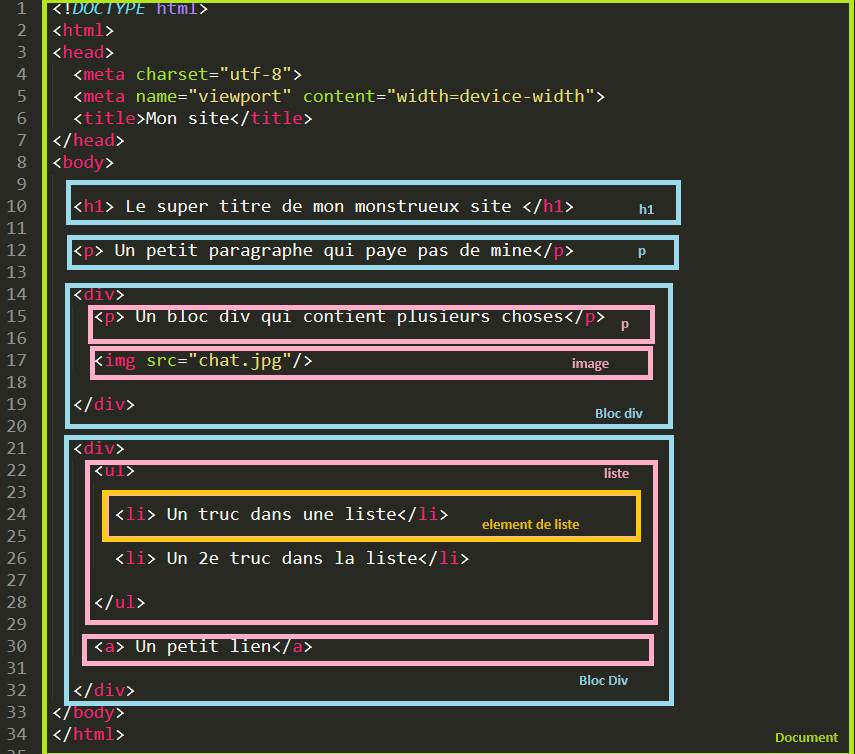 1 <!DOCTYPE html>
2 <html>
3 <head>
4 <meta charset="utf-8">
5 <meta name="viewport" content="width=device-width">
6 <title>Mon site</title>
7 </head>
8 <body>
9
10 <h1> Le super titre de mon monstrueux site </h1> h1
11
12 <p> Un petit paragraphe qui paye pas de mine</p> p
13
14 <div>
15 <p> Un bloc div qui contient plusieurs choses</p> p
16
17 <img src="chat.jpg"/> image
18
19 </div> Bloc div
20
21 <div>
22 <ul> liste
23
24 <li> Un truc dans une liste</li> element de liste
25
26 <li> Un 2e truc dans la liste</li>
27
28 </ul>
29
30 <a> Un petit lien</a>
31
32 </div> Bloc Div
33 </body>
34 </html> Document